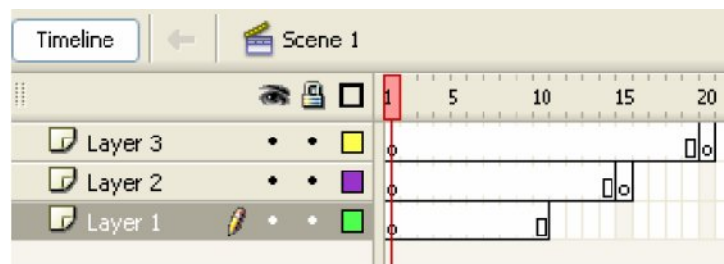 Timeline Scene 1
1 5 10 15 20
Layer 3
Layer 2
Layer 1